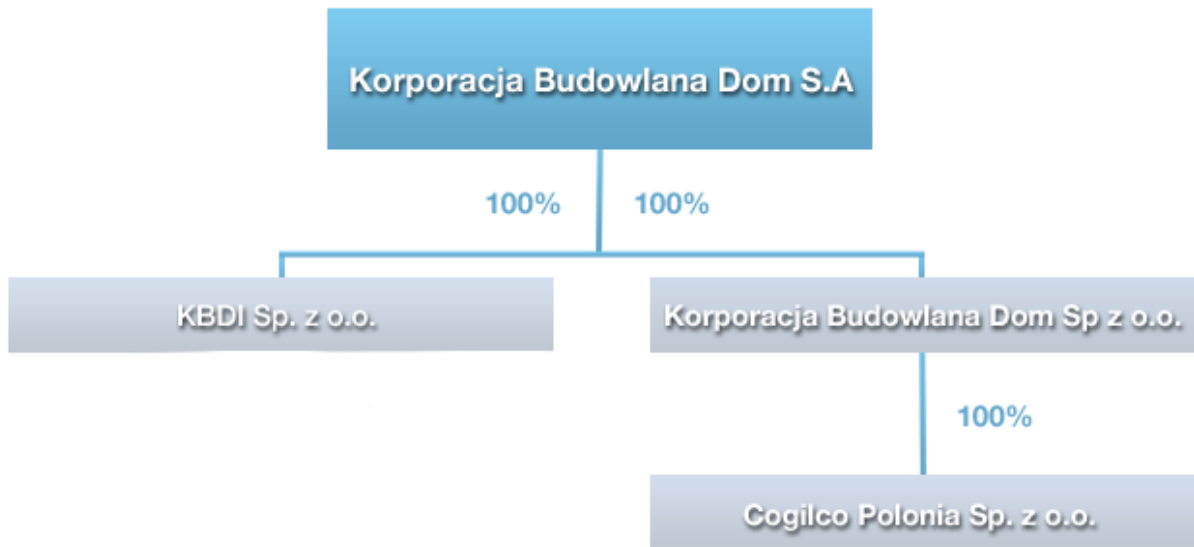 Korporacja Budowlana Dom S.A
100% 100%
KBDI Sp. z o.o.
Korporacja Budowlana Dom Sp z o.o.
100%
Cogilco Polonia Sp. z o.o.